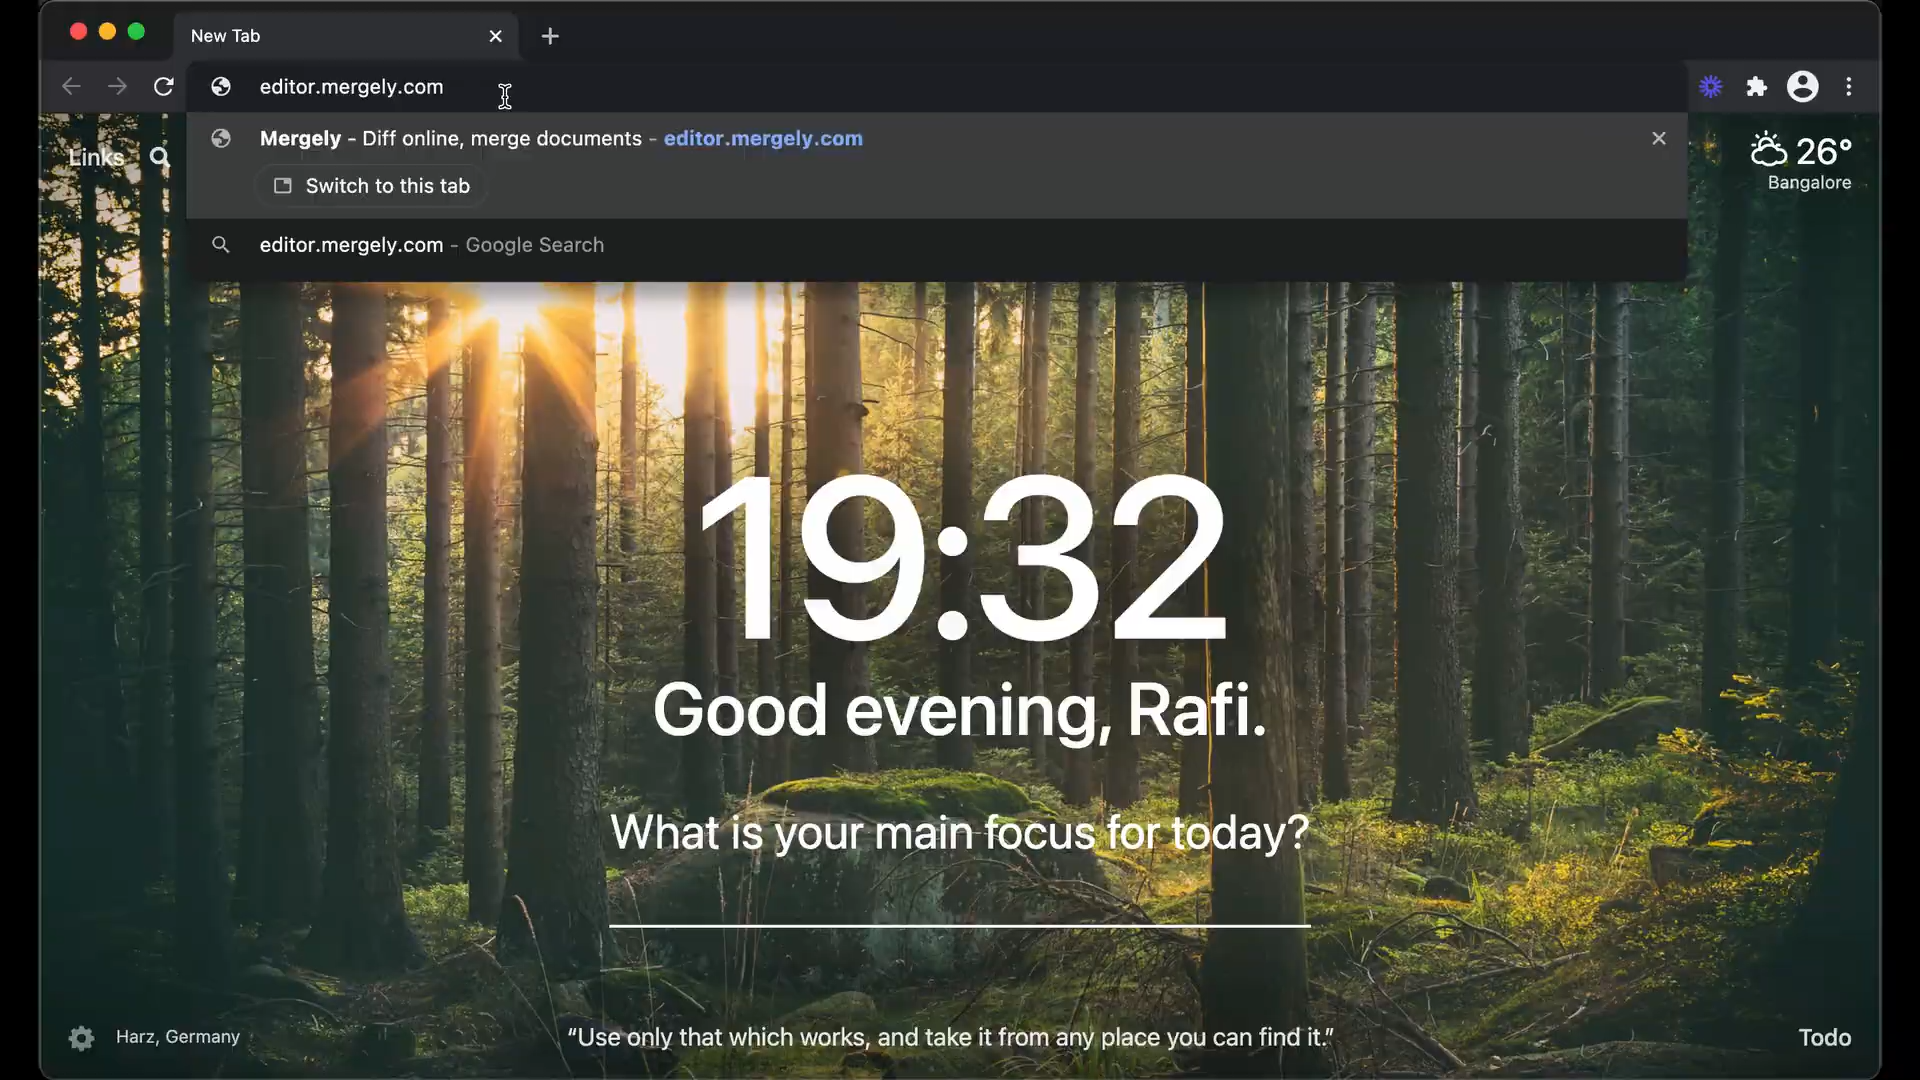 New Tab
editor.mergely.com
Mergely – Diff online, merge documents – editor.mergely.com
Switch to this tab
editor.mergely.com – Google Search
Links
26°
Bangalore
19:32
Good evening, Rafi.
What is your main focus for today?
Harz, Germany
“Use only that which works, and take it from any place you can find it.”
Todo